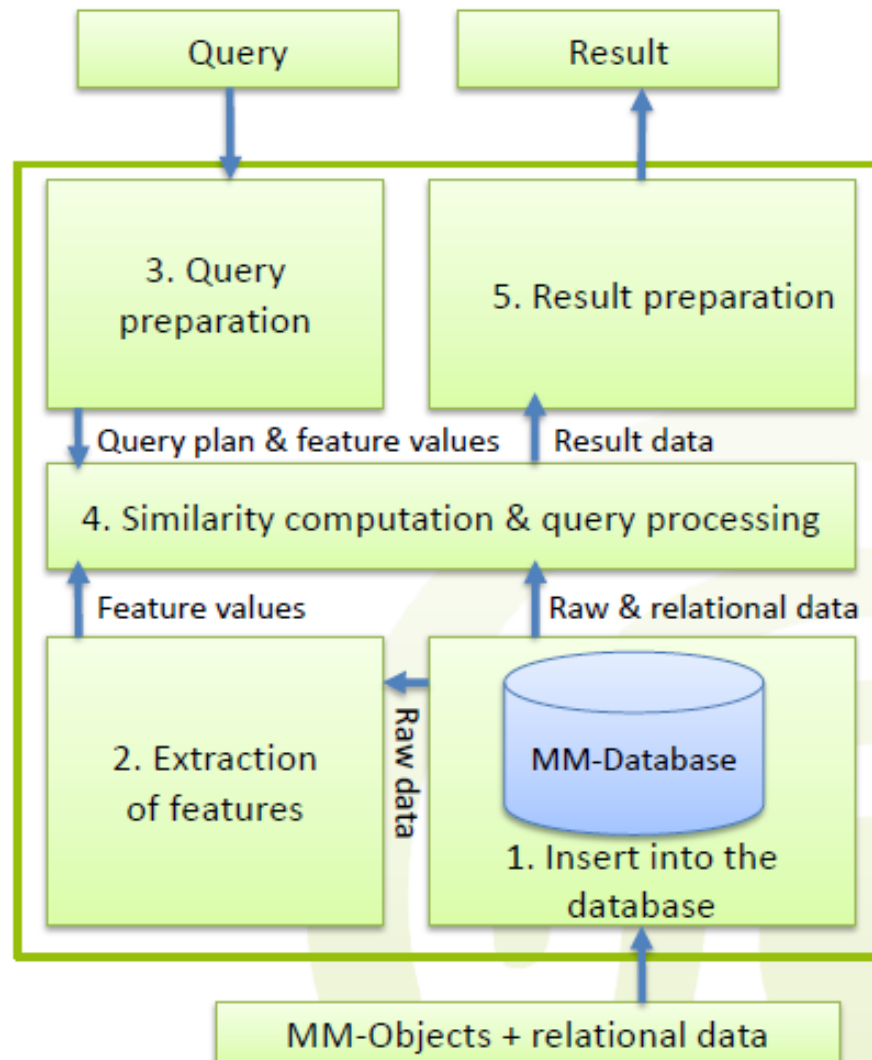 Query
Result
3. Query
preparation
5. Result preparation
Query plan & feature values
Result data
4. Similarity computation & query processing
Feature values
Raw & relational data
2. Extraction
of features
Raw data
MM-Database
1. Insert into the
database
MM-Objects + relational data